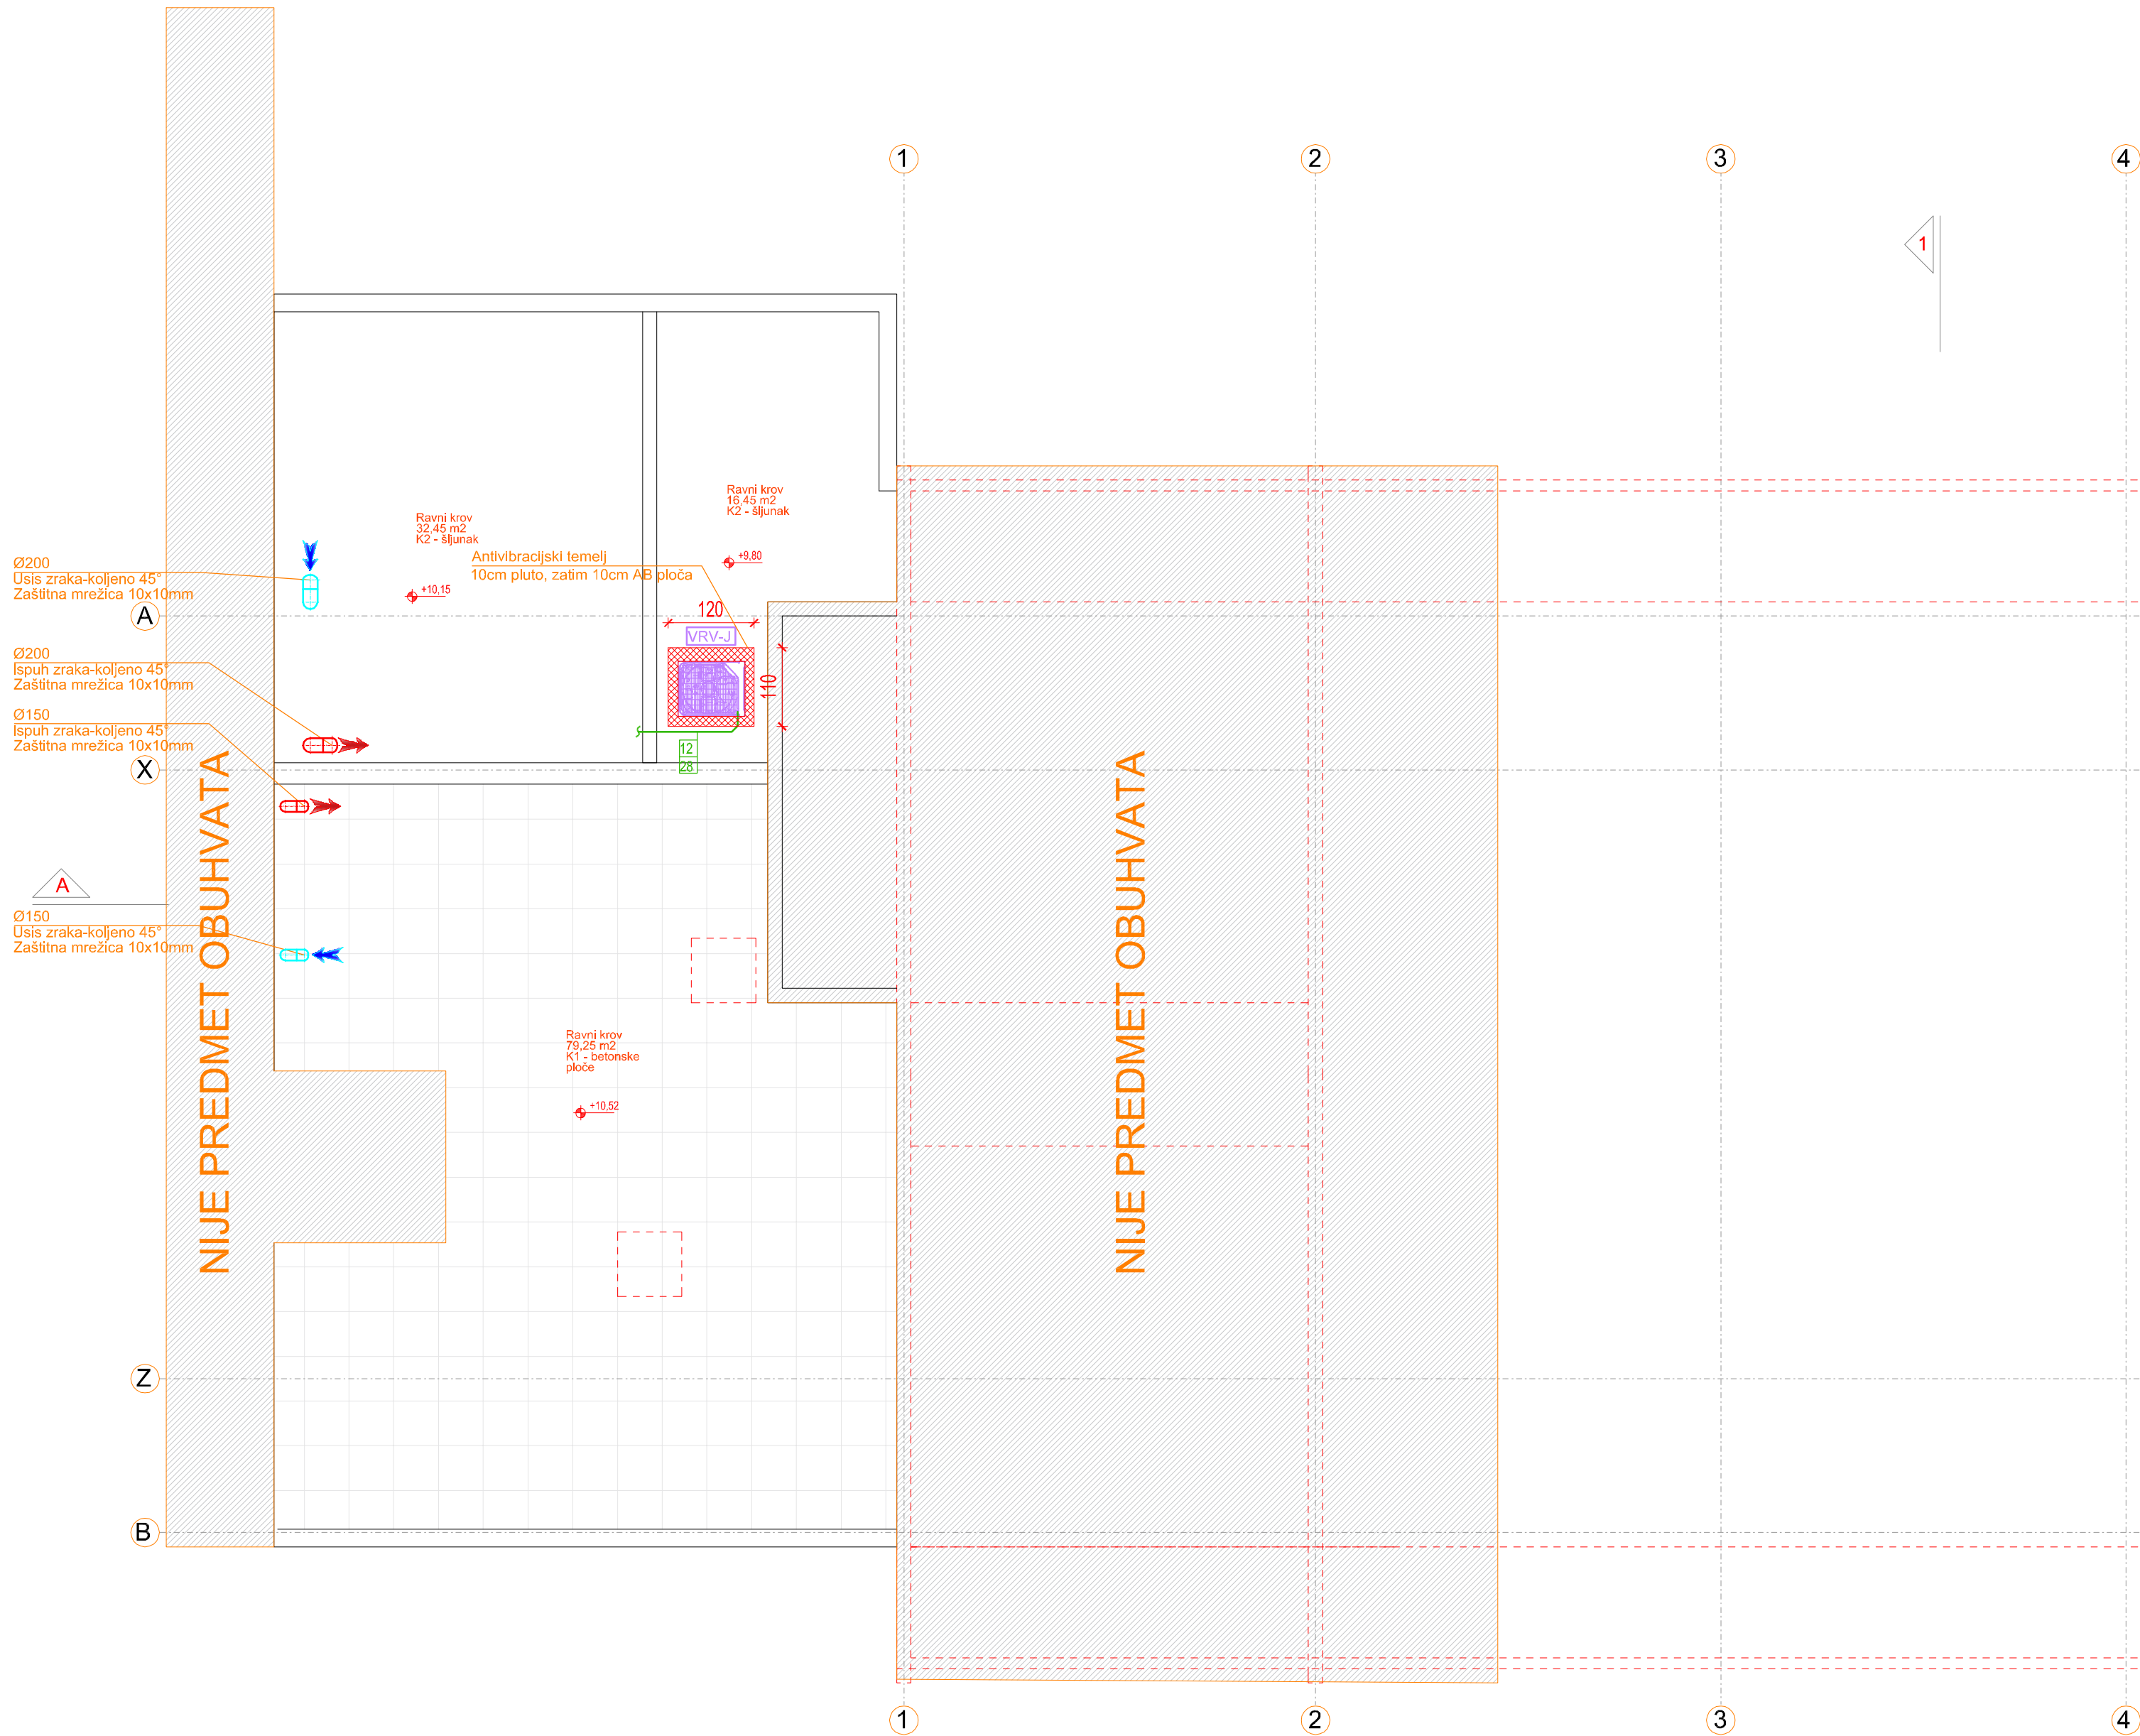 1
2
3
4
1
Ravni krov
16,45 m2
K2 - šljunak
Ravni krov
32,45 m2
K2 - šljunak
+9,80
Antivibracijski temelj
10cm pluto, zatim 10cm AB ploča
Ø200
Usis zraka-koljeno 45°
Zaštitna mrežica 10x10mm
+10,15
A
120
VRV-J
110
Ø200
Ispuh zraka-koljeno 45°
Zaštitna mrežica 10x10mm
Ø150
Ispuh zraka-koljeno 45°
Zaštitna mrežica 10x10mm
12
28
X
NIJE PREDMET OBUHVATA
NIJE PREDMET OBUHVATA
A
Ø150
Usis zraka-koljeno 45°
Zaštitna mrežica 10x10mm
Ravni krov
79,25 m2
K1 - betonske
ploče
+10,52
Z
B
1
2
3
4